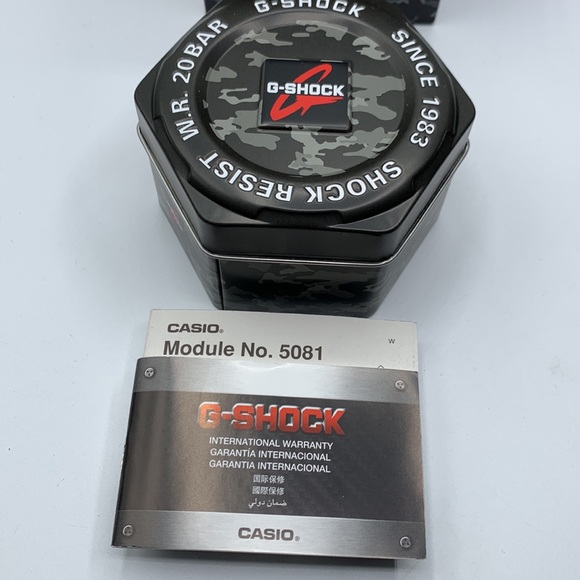 G-SHOCK
SINCE 1983
SHOCK RESIST
W.R. 20BAR
G-SHOCK
CASIO®
Module No. 5081
W
G-SHOCK
INTERNATIONAL WARRANTY
GARANTÍA INTERNACIONAL
GARANTIA INTERNACIONAL
国际保修
國際保修
ضمان دولي
CASIO®